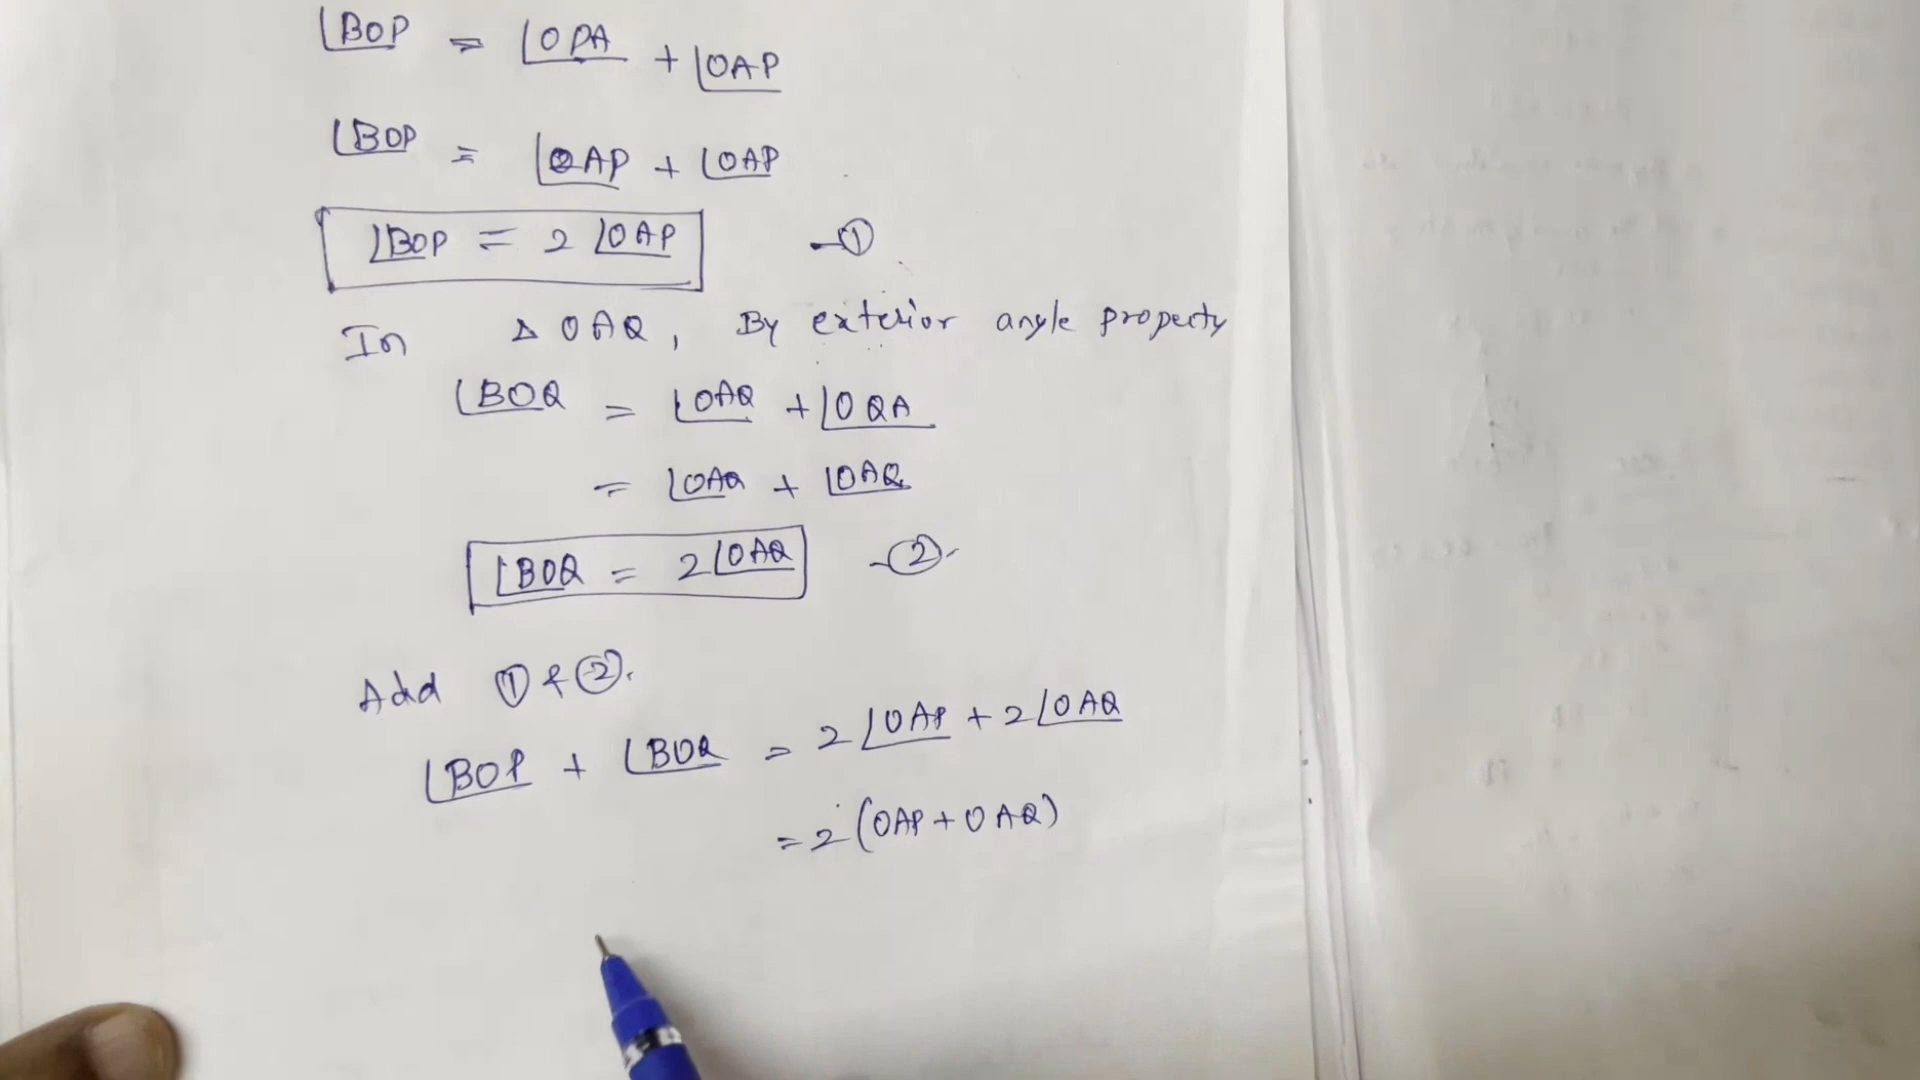 ∠BOP = ∠OPA + ∠OAP
∠BOP = ∠OAP + ∠OAP
∠BOP = 2 ∠OAP —①
In Δ OAQ, By exterior angle property
∠BOQ = ∠OAQ + ∠OQA
= ∠OAQ + ∠OAQ
∠BOQ = 2∠OAQ —②
Add ① & ②.
∠BOP + ∠BOQ = 2∠OAP + 2∠OAQ
= 2(OAP + OAQ)